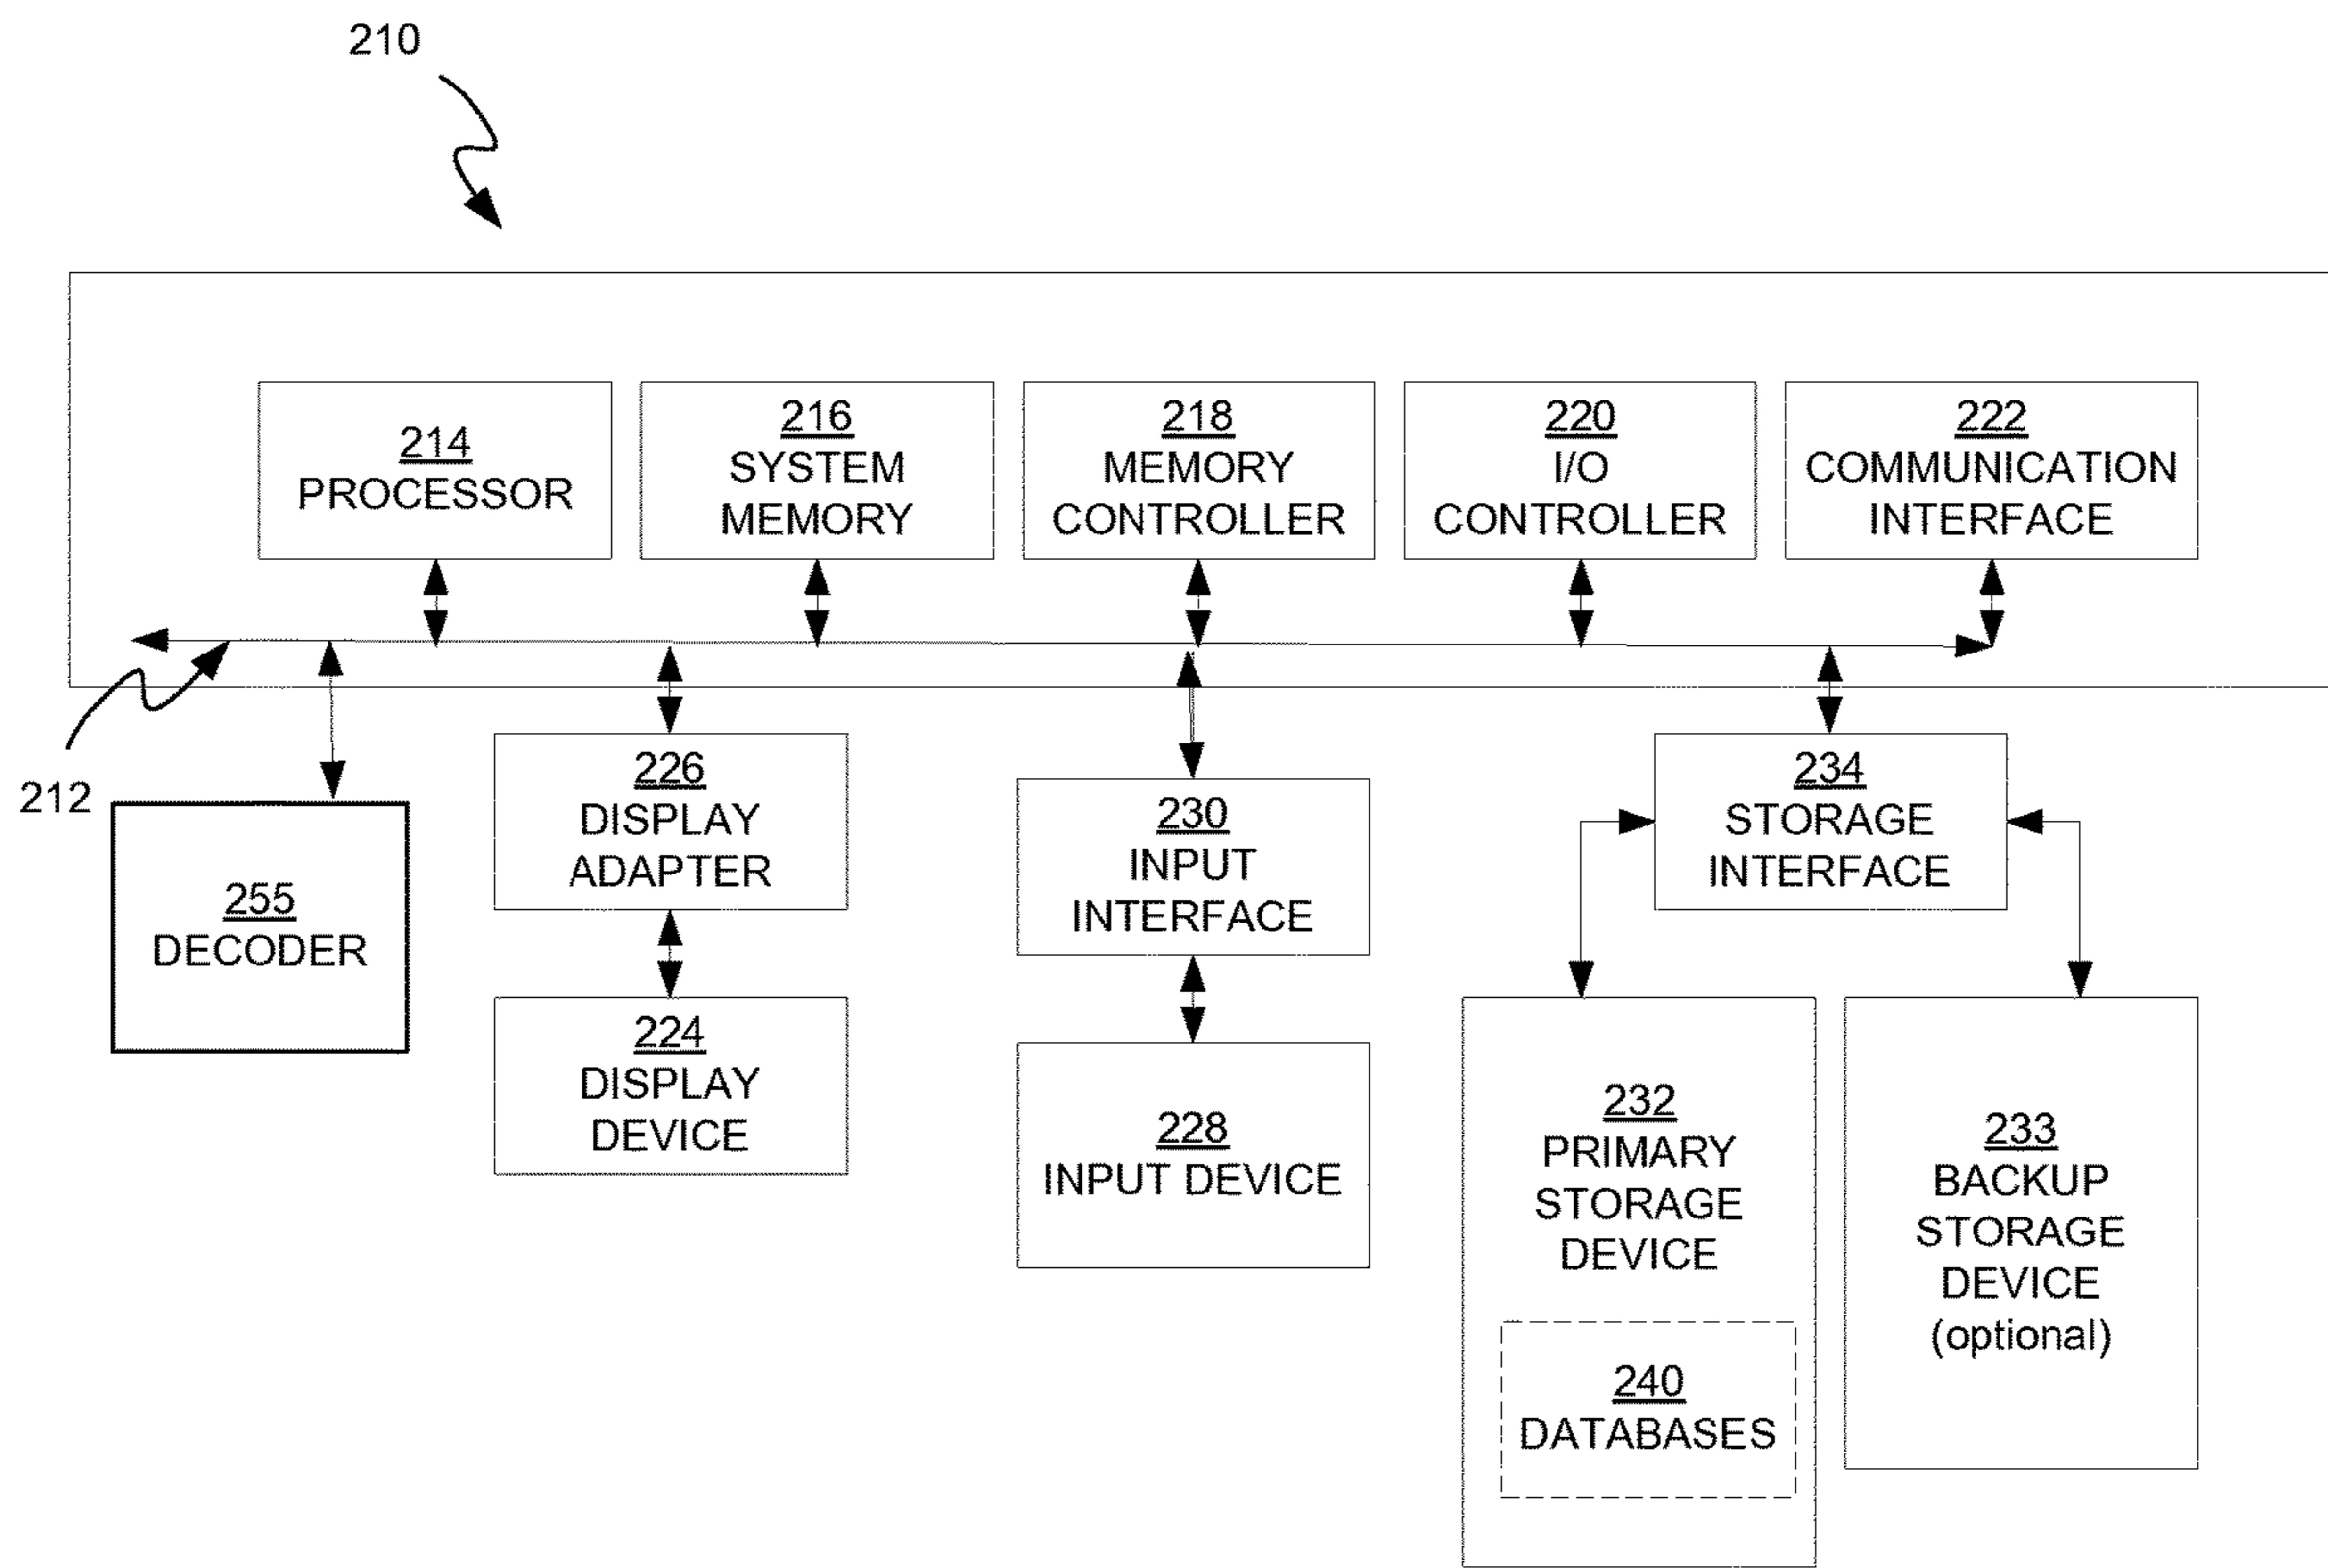 210
214
PROCESSOR
216
SYSTEM
MEMORY
218
MEMORY
CONTROLLER
220
I/O
CONTROLLER
222
COMMUNICATION
INTERFACE
212
255
DECODER
226
DISPLAY
ADAPTER
224
DISPLAY
DEVICE
230
INPUT
INTERFACE
228
INPUT DEVICE
234
STORAGE
INTERFACE
232
PRIMARY
STORAGE
DEVICE
240
DATABASES
233
BACKUP
STORAGE
DEVICE
(optional)